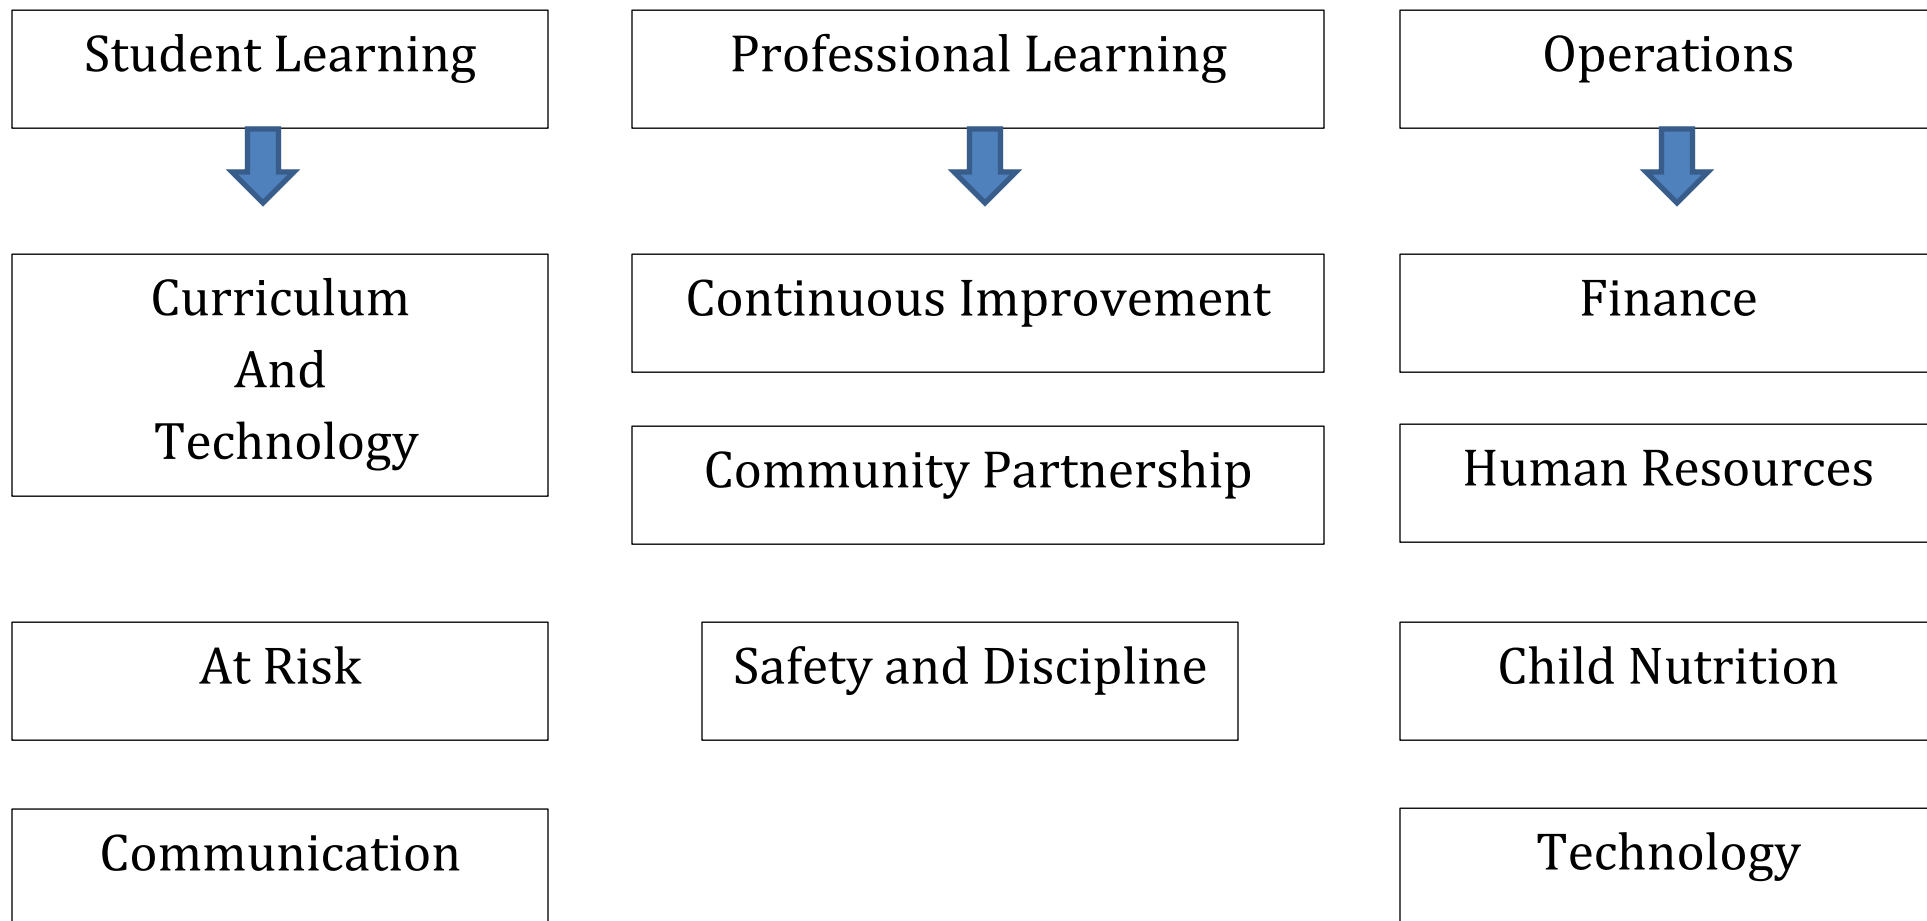 Student Learning
Professional Learning
Operations
Curriculum
And
Technology
Continuous Improvement
Finance
Community Partnership
Human Resources
At Risk
Safety and Discipline
Child Nutrition
Communication
Technology